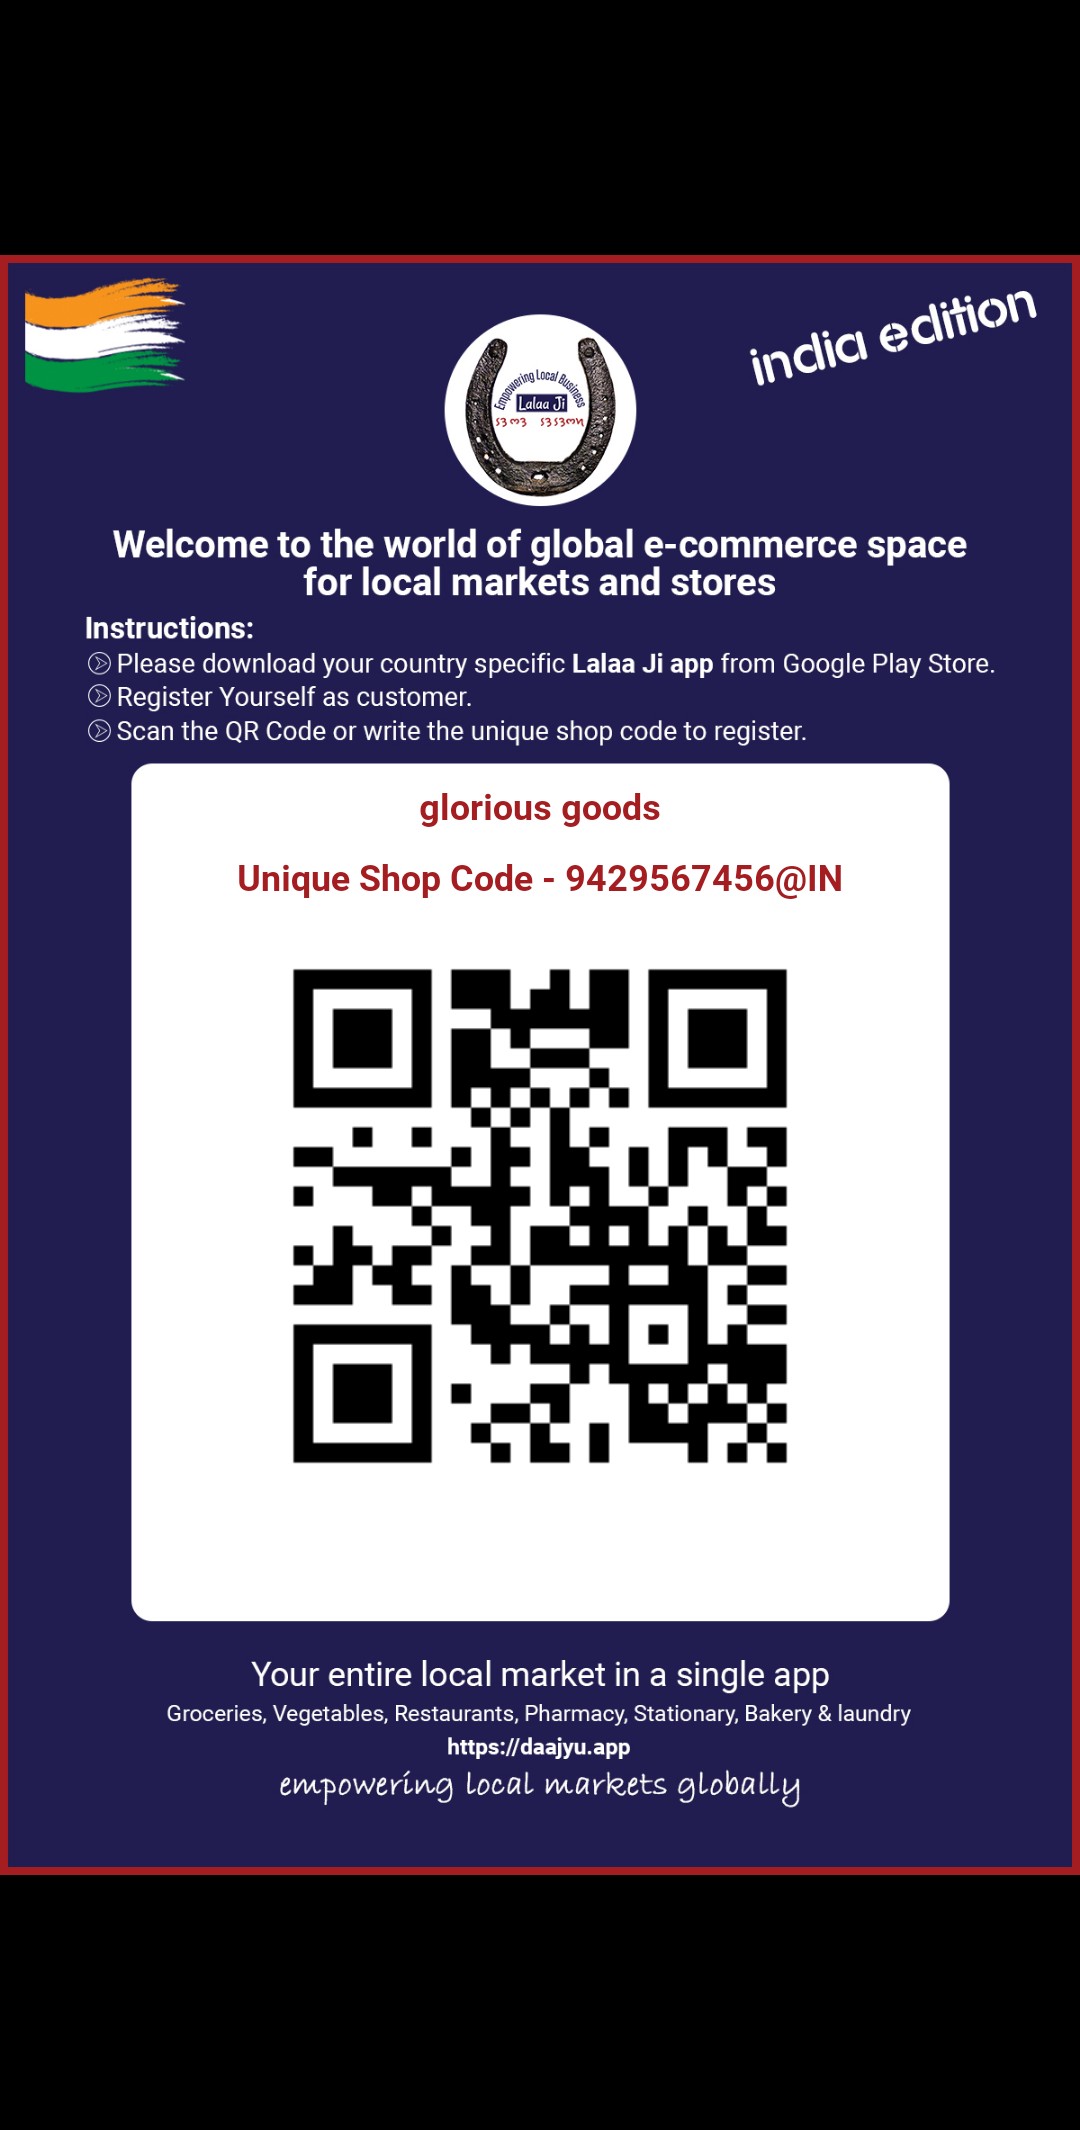 india edition
Empowering Local Business
Lalaa Ji
Welcome to the world of global e-commerce space
for local markets and stores
Instructions:
Please download your country specific Lalaa Ji app from Google Play Store.
Register Yourself as customer.
Scan the QR Code or write the unique shop code to register.
glorious goods
Unique Shop Code - 9429567456@IN
Your entire local market in a single app
Groceries, Vegetables, Restaurants, Pharmacy, Stationary, Bakery & laundry
https://daajyu.app
empowering local markets globally